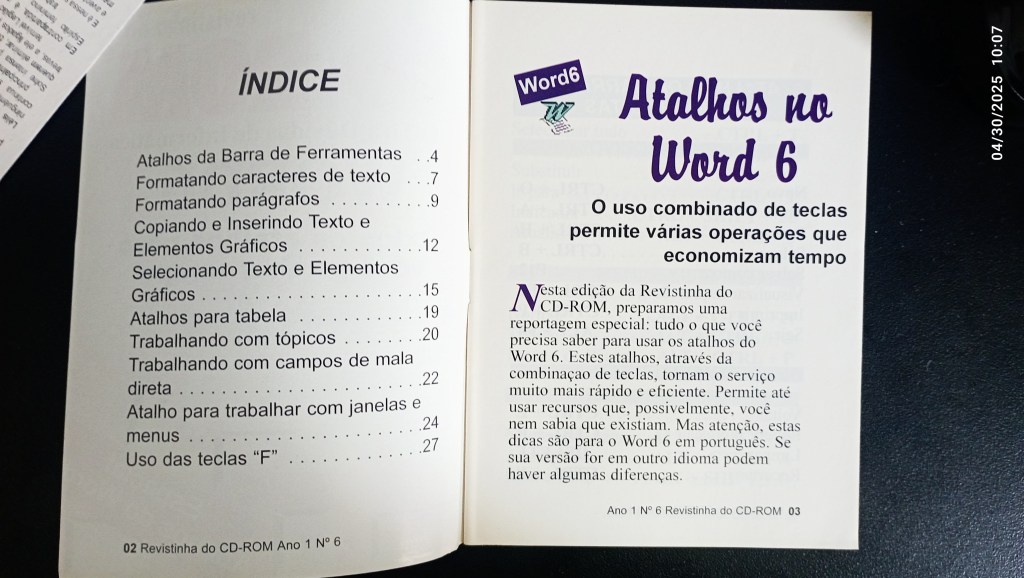 ÍNDICE
Atalhos da Barra de Ferramentas . .4
Formatando caracteres de texto . . .7
Formatando parágrafos . . . . . . . . . .9
Copiando e Inserindo Texto e
Elementos Gráficos . . . . . . . . . . . .12
Selecionando Texto e Elementos
Gráficos . . . . . . . . . . . . . . . . . . . . .15
Atalhos para tabela . . . . . . . . . . . . .19
Trabalhando com tópicos . . . . . . . .20
Trabalhando com campos de mala
direta . . . . . . . . . . . . . . . . . . . . . . .22
Atalho para trabalhar com janelas e
menus . . . . . . . . . . . . . . . . . . . . . .24
Uso das teclas “F” . . . . . . . . . . . . .27
02 Revistinha do CD-ROM Ano 1 Nº 6
Word6
W
Atalhos no
Word 6
O uso combinado de teclas
permite várias operações que
economizam tempo
Nesta edição da Revistinha do
CD-ROM, preparamos uma
reportagem especial: tudo o que você
precisa saber para usar os atalhos do
Word 6. Estes atalhos, através da
combinaçao de teclas, tornam o serviço
muito mais rápido e eficiente. Permite até
usar recursos que, possivelmente, você
nem sabia que existiam. Mas atenção, estas
dicas são para o Word 6 em português. Se
sua versão for em outro idioma podem
haver algumas diferenças.
Ano 1 Nº 6 Revistinha do CD-ROM 03
04/30/2025 10:07